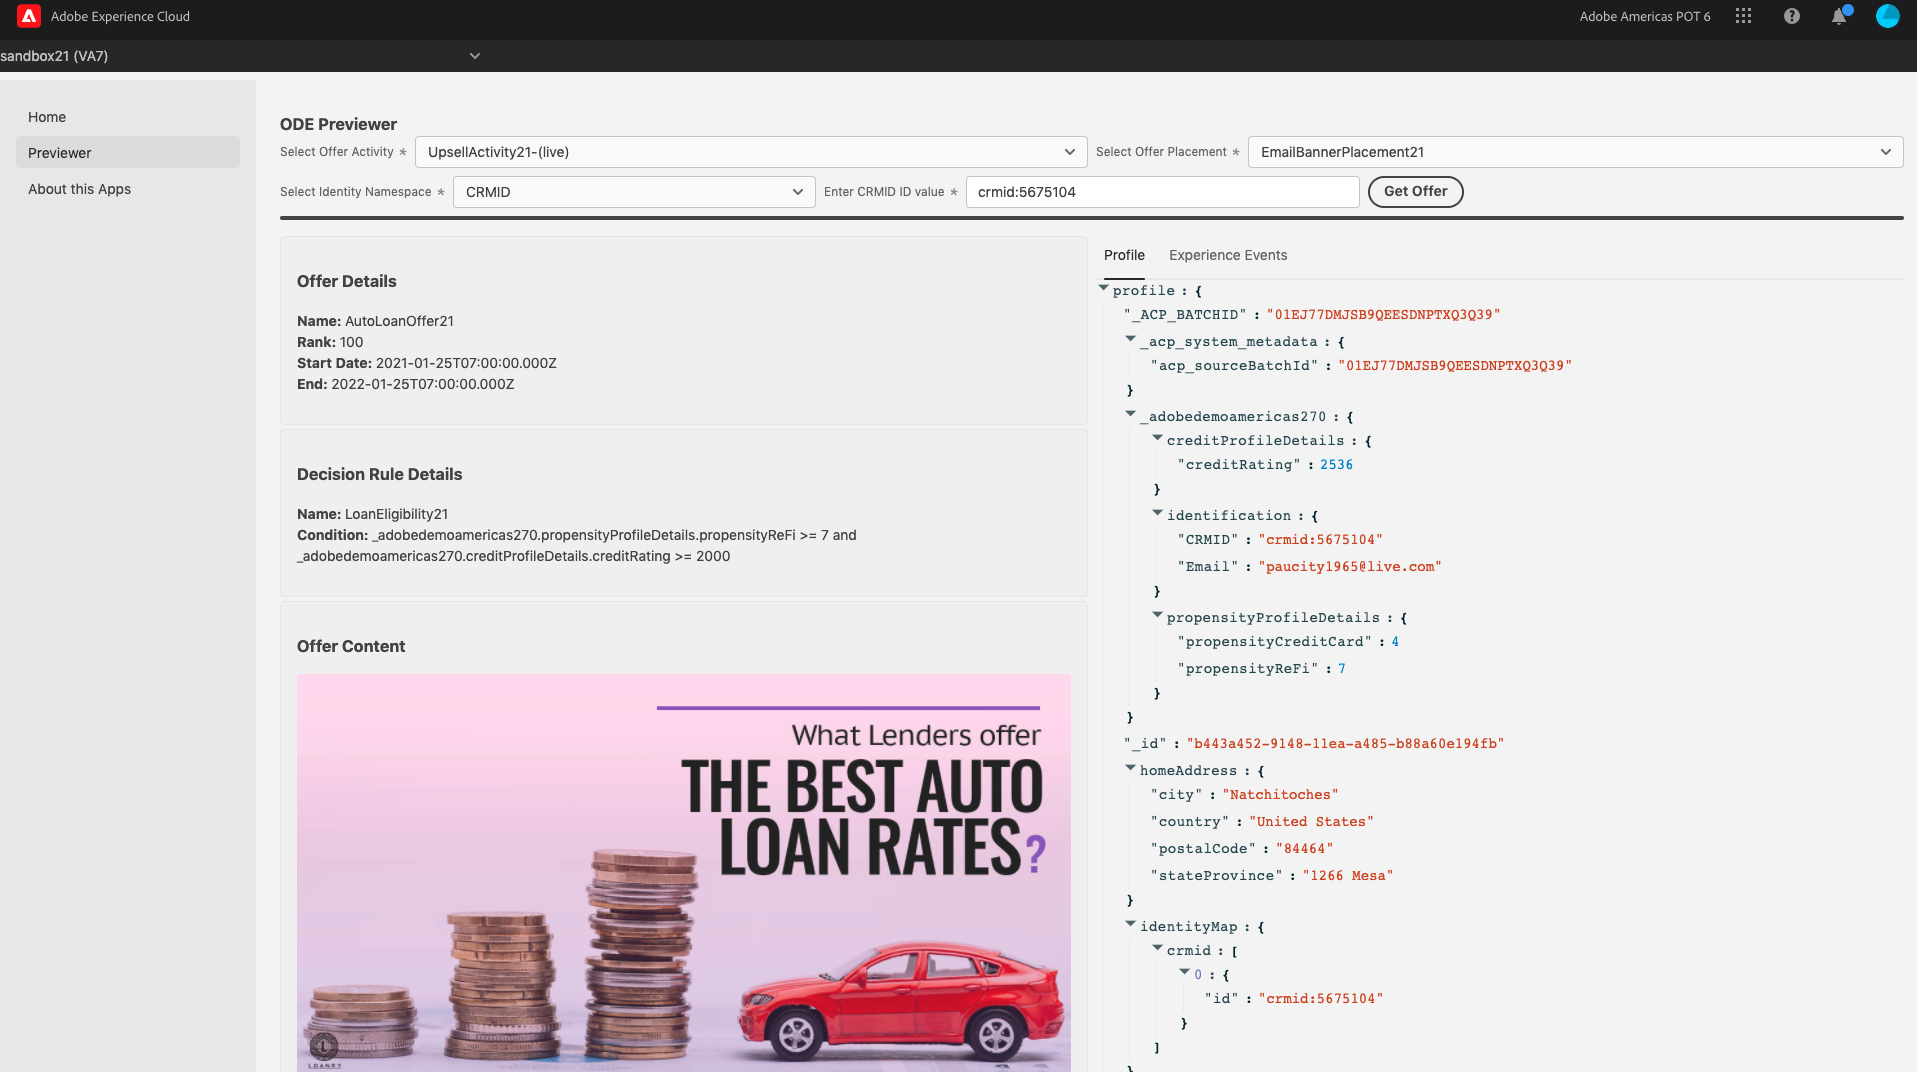 Adobe Experience Cloud
Adobe Americas POT 6
sandbox21 (VA7)
Home
Previewer
About this Apps
ODE Previewer
Select Offer Activity * UpsellActivity21-(live) Select Offer Placement * EmailBannerPlacement21
Select Identity Namespace * CRMID Enter CRMID ID value * crmid:5675104 Get Offer
Offer Details
Name: AutoLoanOffer21
Rank: 100
Start Date: 2021-01-25T07:00:00.000Z
End: 2022-01-25T07:00:00.000Z
Decision Rule Details
Name: LoanEligibility21
Condition: _adobedemoamericas270.propensityProfileDetails.propensityReFi >= 7 and
_adobedemoamericas270.creditProfileDetails.creditRating >= 2000
Offer Content
What Lenders offer
THE BEST AUTO
LOAN RATES?
L
LOANRY
Profile Experience Events
profile : {
"_ACP_BATCHID" : "01EJ77DMJSB9QEESDNPTXQ3Q39"
_acp_system_metadata : {
"acp_sourceBatchId" : "01EJ77DMJSB9QEESDNPTXQ3Q39"
}
_adobedemoamericas270 : {
creditProfileDetails : {
"creditRating" : 2536
}
identification : {
"CRMID" : "crmid:5675104"
"Email" : "paucity1965@live.com"
}
propensityProfileDetails : {
"propensityCreditCard" : 4
"propensityReFi" : 7
}
}
"_id" : "b443a452-9148-11ea-a485-b88a60e194fb"
homeAddress : {
"city" : "Natchitoches"
"country" : "United States"
"postalCode" : "84464"
"stateProvince" : "1266 Mesa"
}
identityMap : {
crmid : [
0 : {
"id" : "crmid:5675104"
}
]
}